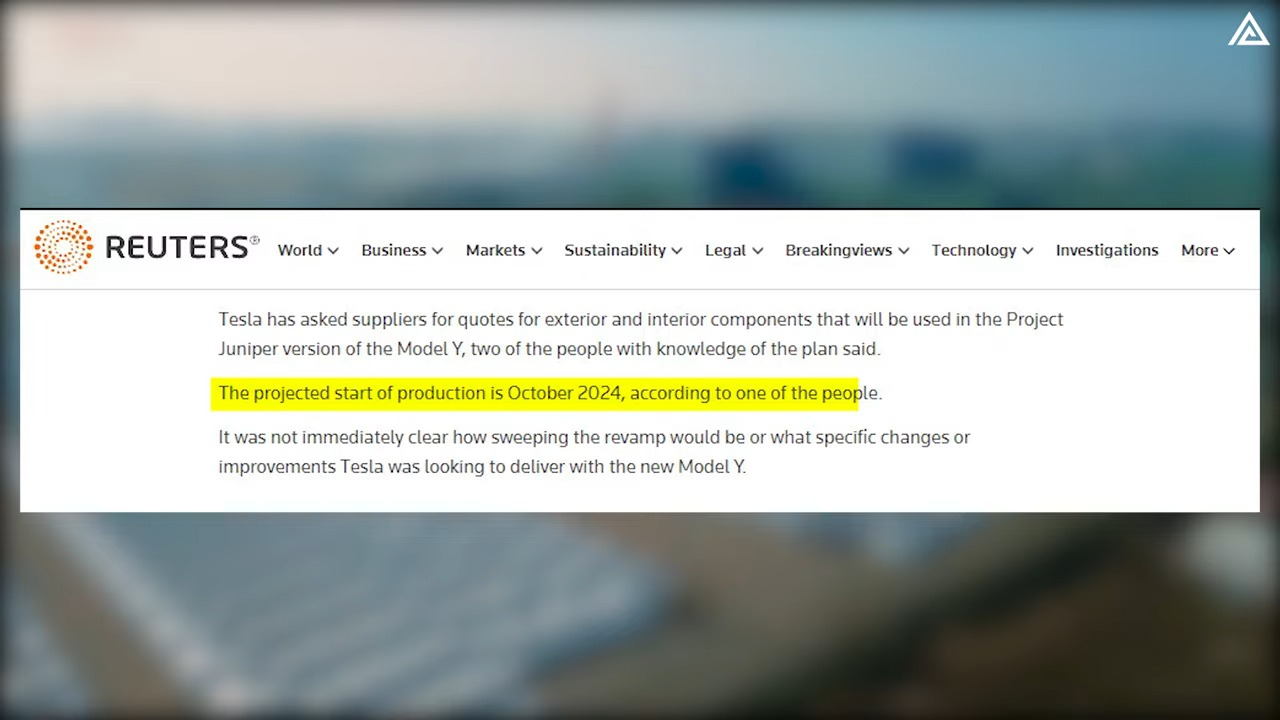 REUTERS®
World Business Markets Sustainability Legal Breakingviews Technology Investigations More
Tesla has asked suppliers for quotes for exterior and interior components that will be used in the Project
Juniper version of the Model Y, two of the people with knowledge of the plan said.
The projected start of production is October 2024, according to one of the people.
It was not immediately clear how sweeping the revamp would be or what specific changes or
improvements Tesla was looking to deliver with the new Model Y.